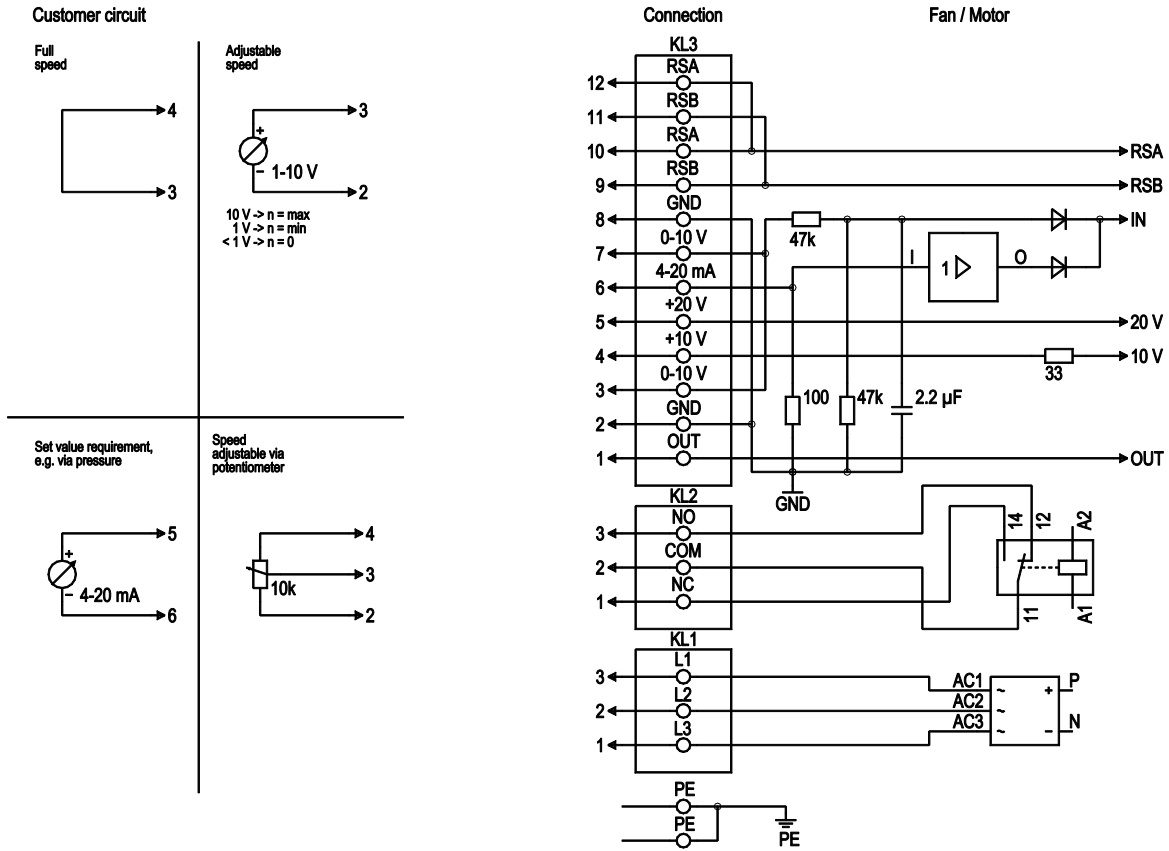 Customer circuit
Connection
Fan / Motor
Full
speed
4
3
Adjustable
speed
3
+
− 1-10 V
2
10 V -> n = max
1 V -> n = min
< 1 V -> n = 0
Set value requirement,
e.g. via pressure
5
+
− 4-20 mA
6
Speed
adjustable via
potentiometer
4
3
10k
2
KL3
RSA
12
RSB
11
RSA
10
RSA
RSB
9
RSB
GND
8
IN
47k
0-10 V
7
I
1
O
4-20 mA
6
+20 V
5
20 V
+10 V
4
10 V
33
0-10 V
3
100
47k
2.2 µF
GND
2
OUT
1
OUT
GND
KL2
NO
3
14
12
A2
COM
2
NC
1
11
A1
KL1
L1
3
AC1
~
+
P
L2
2
AC2
~
L3
1
AC3
~
−
N
PE
PE
PE